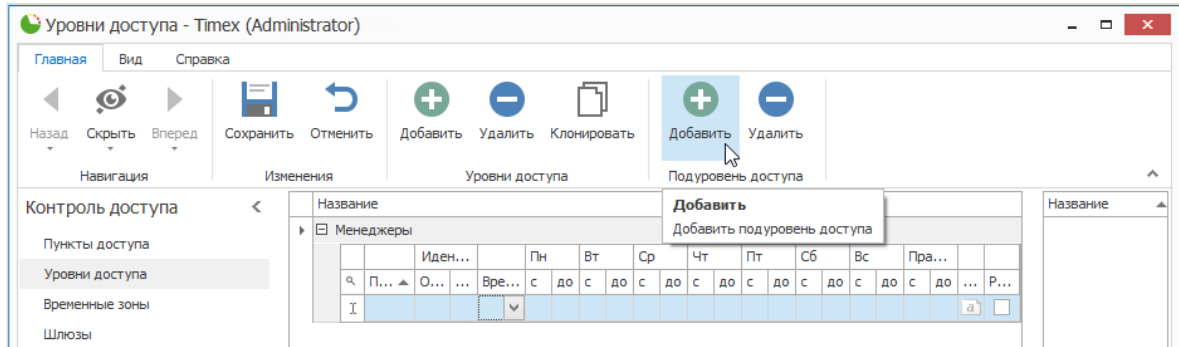 Уровни доступа - Timex (Administrator)
Главная Вид Справка
Назад Скрыть Вперед Сохранить Отменить Добавить Удалить Клонировать Добавить Удалить
Навигация Изменения Уровни доступа Подуровень доступа
Контроль доступа
Пункты доступа
Уровни доступа
Временные зоны
Шлюзы
Название
Менеджеры
Иден... Пн Вт Ср Чт Пт Сб Вс Пра...
П... О... ... Вре... с до с до с до с до с до с до с до с до ... Р...
a
Добавить
Добавить подуровень доступа
Название